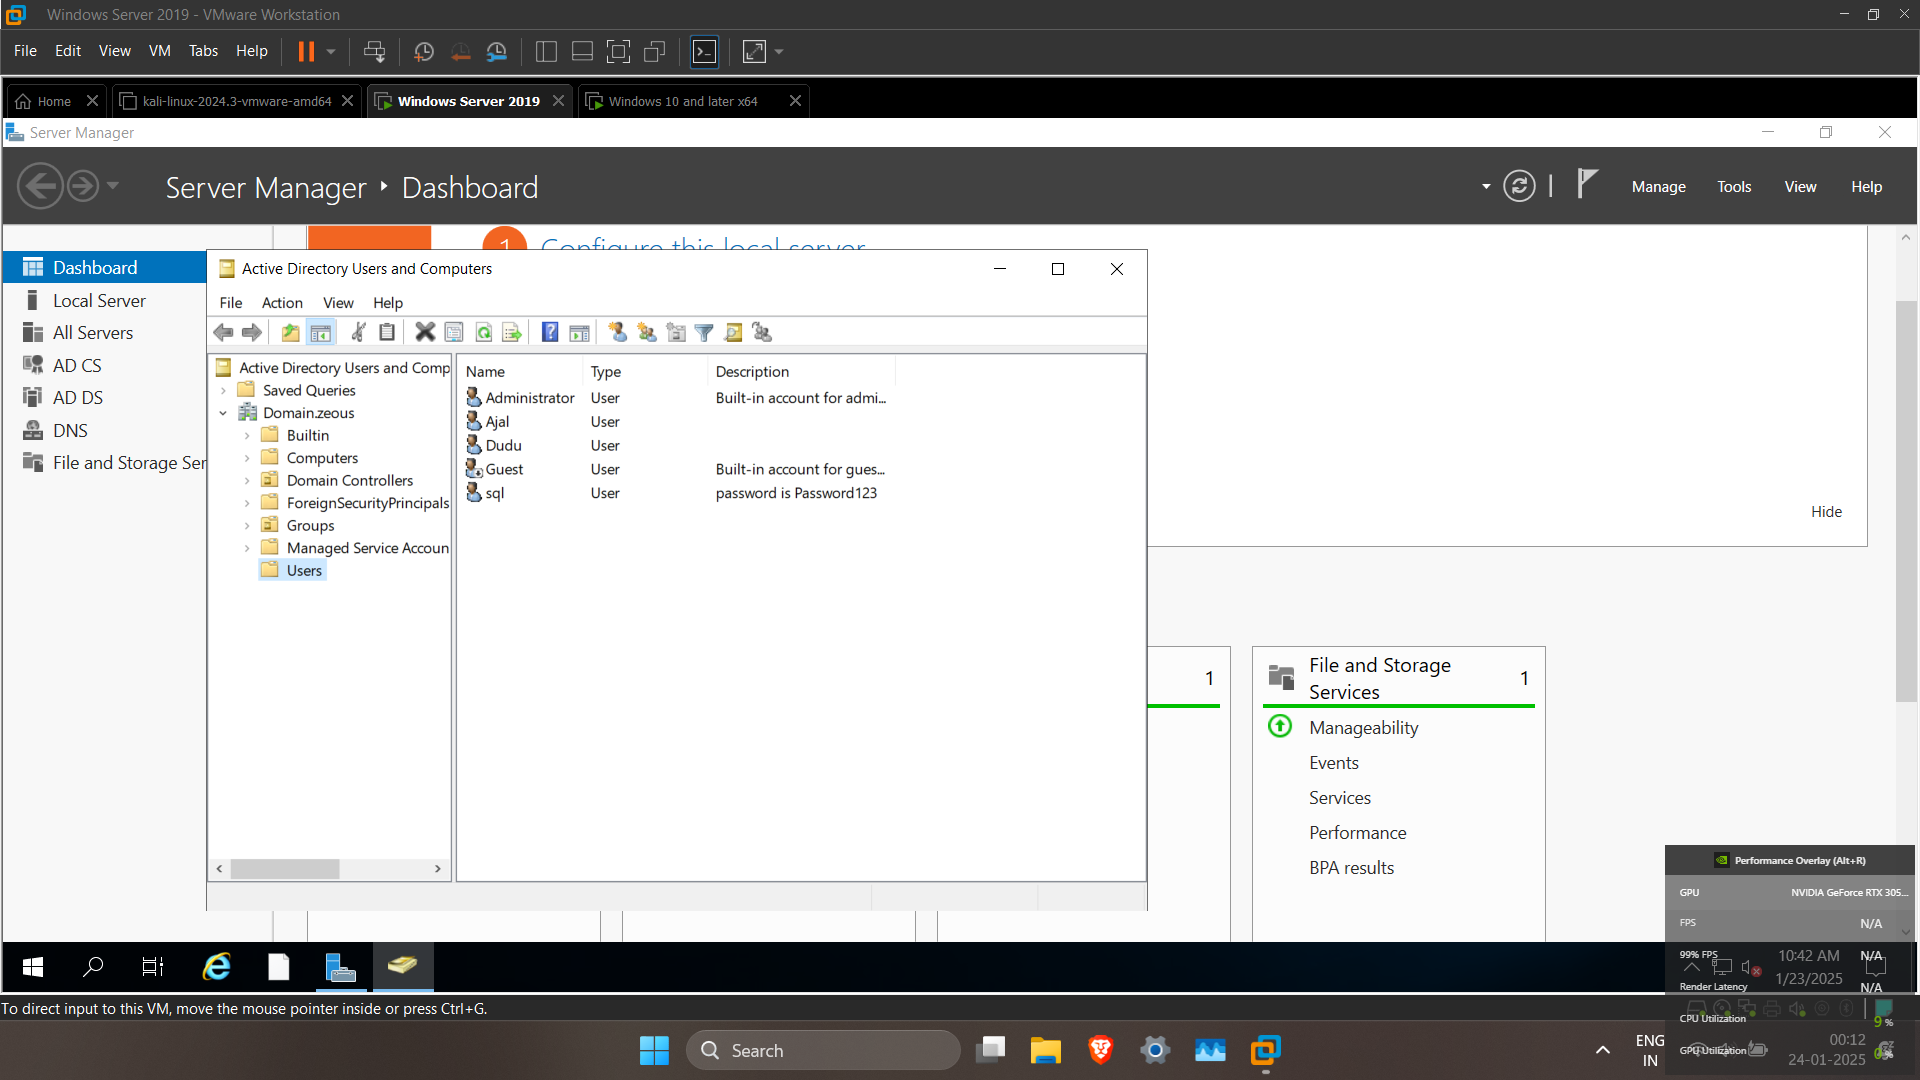 Windows Server 2019 - VMware Workstation
File Edit View VM Tabs Help
Home kali-linux-2024.3-vmware-amd64 Windows Server 2019 Windows 10 and later x64
Server Manager
Server Manager Dashboard
Manage Tools View Help
1 Configure this local server
Dashboard
Local Server
All Servers
AD CS
AD DS
DNS
File and Storage Ser
Active Directory Users and Computers
File Action View Help
Active Directory Users and Comp
Saved Queries
Domain.zeous
Builtin
Computers
Domain Controllers
ForeignSecurityPrincipals
Groups
Managed Service Accoun
Users
Name Type Description
Administrator User Built-in account for admi...
Ajal User
Dudu User
Guest User Built-in account for gues...
sql User password is Password123
Hide
1
File and Storage Services 1
Manageability
Events
Services
Performance
BPA results
Performance Overlay (Alt+R)
GPU NVIDIA GeForce RTX 305...
FPS N/A
99% FPS N/A
Render Latency N/A
CPU Utilization 9 %
GPU Utilization 0 %
10:42 AM
1/23/2025
To direct input to this VM, move the mouse pointer inside or press Ctrl+G.
Search
ENG
IN
00:12
24-01-2025